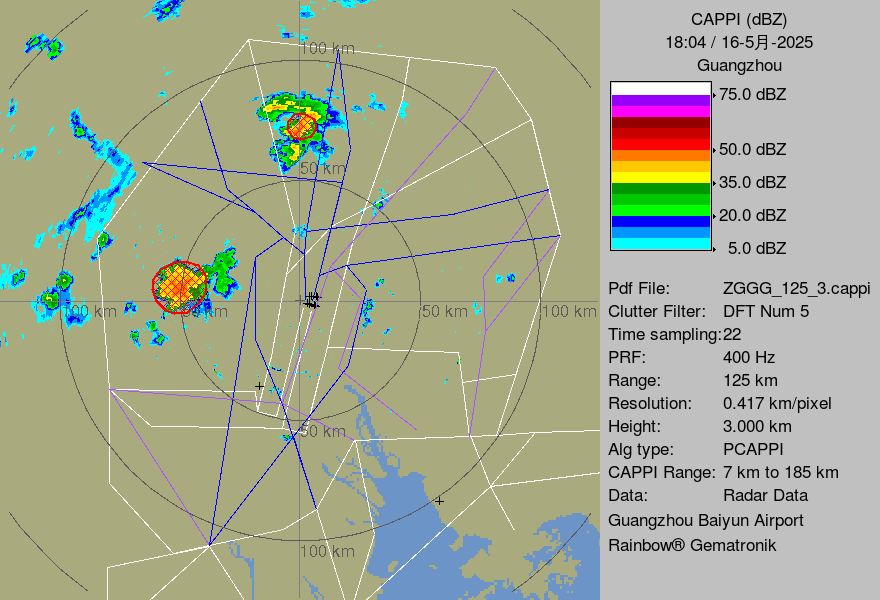 CAPPI (dBZ)
18:04 / 16-5月-2025
Guangzhou
75.0 dBZ
50.0 dBZ
35.0 dBZ
20.0 dBZ
5.0 dBZ
Pdf File: ZGGG_125_3.cappi
Clutter Filter: DFT Num 5
Time sampling:22
PRF: 400 Hz
Range: 125 km
Resolution: 0.417 km/pixel
Height: 3.000 km
Alg type: PCAPPI
CAPPI Range: 7 km to 185 km
Data: Radar Data
Guangzhou Baiyun Airport
Rainbow® Gematronik
100 km
50 km
100 km
km
50 km
100 km
50 km
100 km